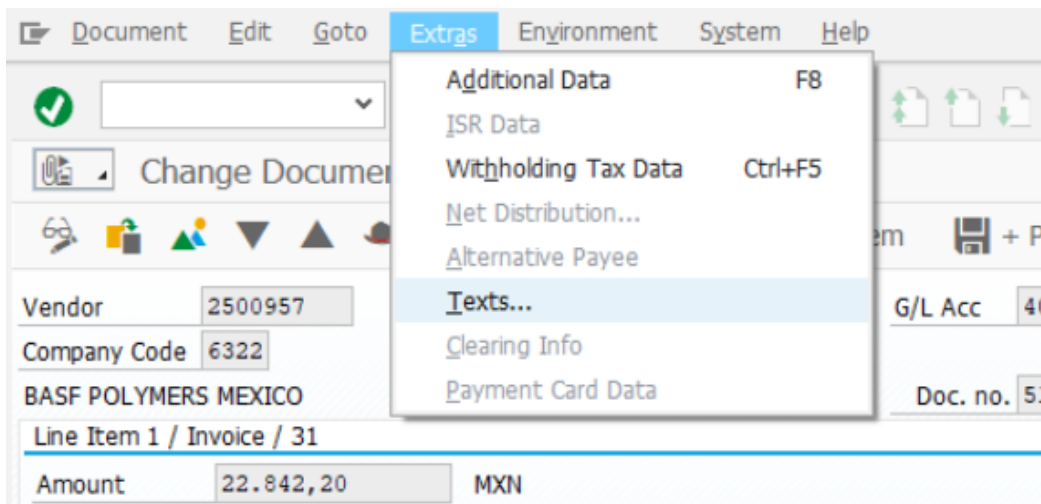 Document Edit Goto Extras Environment System Help
Additional Data F8
ISR Data
Withholding Tax Data Ctrl+F5
Net Distribution...
Alternative Payee
Texts...
Clearing Info
Payment Card Data
Change Documen
em + P
Vendor 2500957 G/L Acc 40
Company Code 6322
BASF POLYMERS MEXICO Doc. no. 51
Line Item 1 / Invoice / 31
Amount 22.842,20 MXN